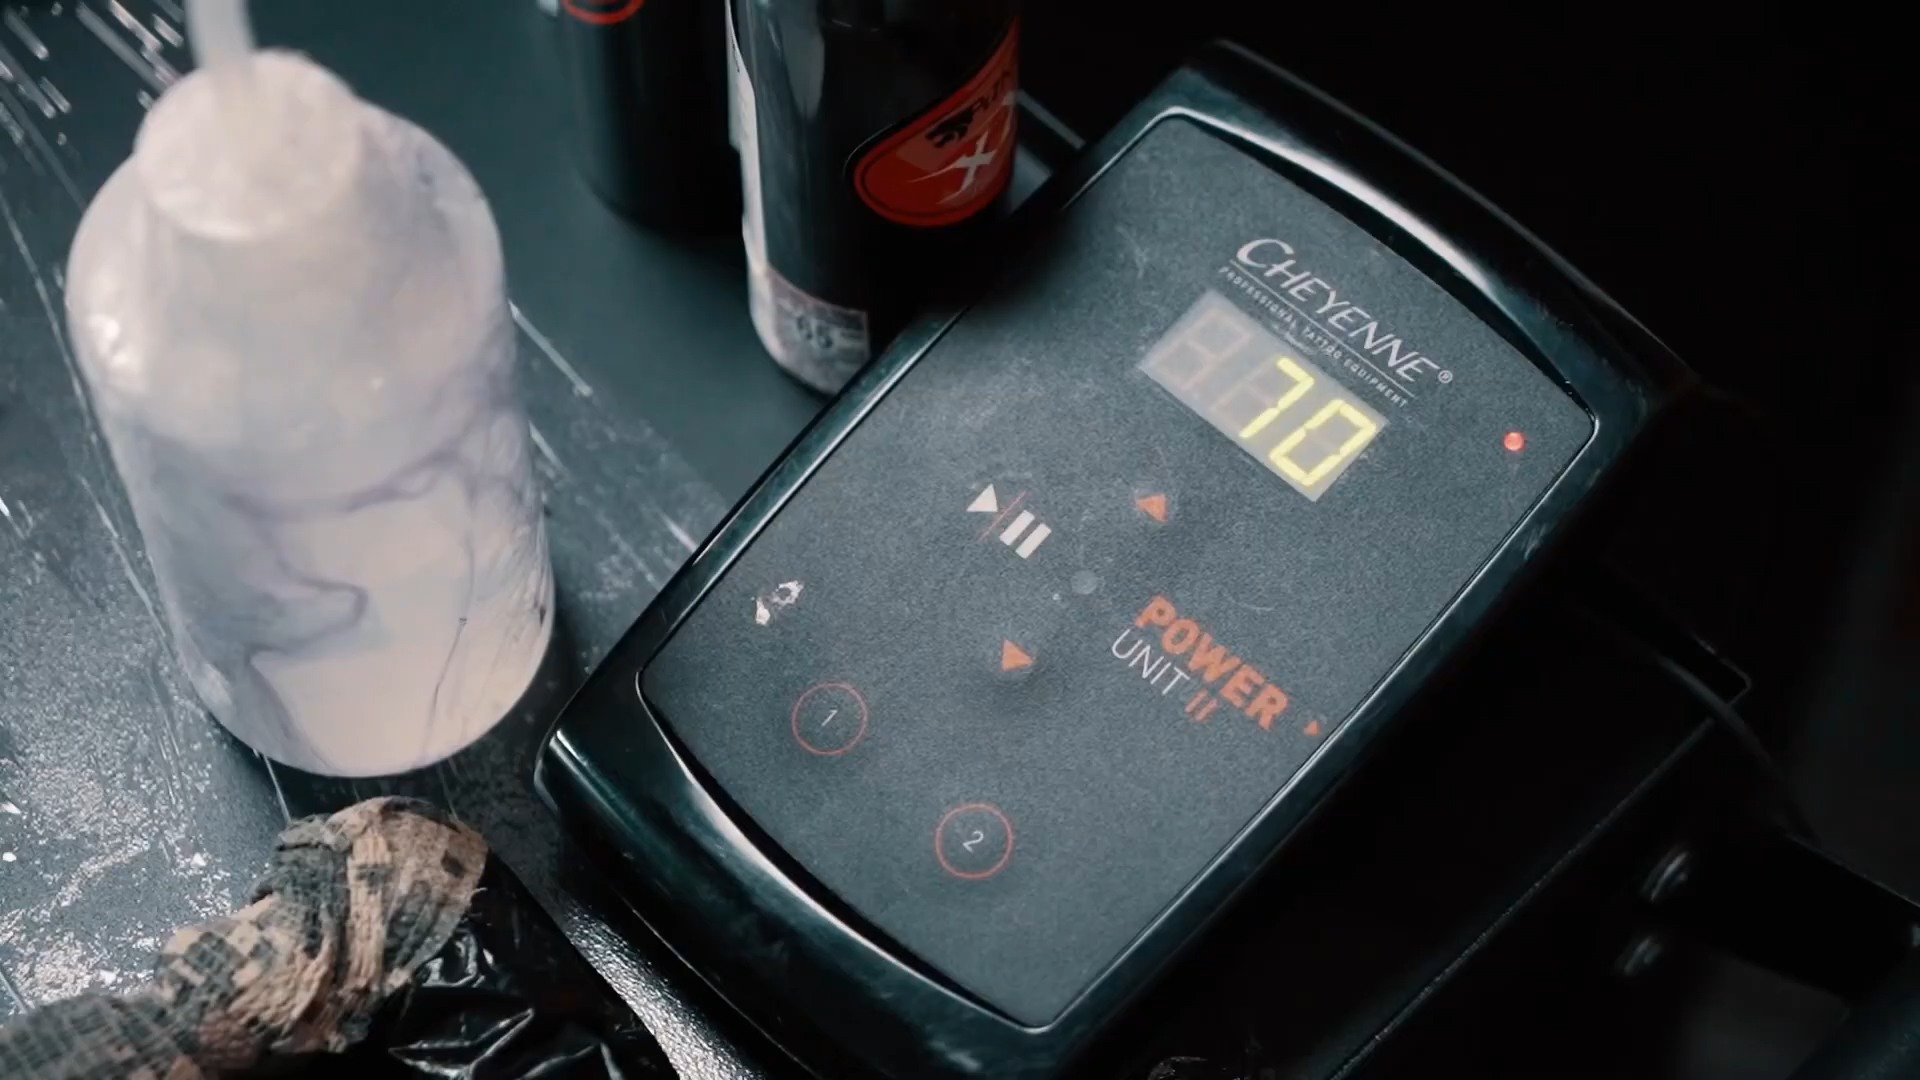 X
CHEYENNE®
PROFESSIONAL TATTOO EQUIPMENT
70
POWER
UNIT II
1
2